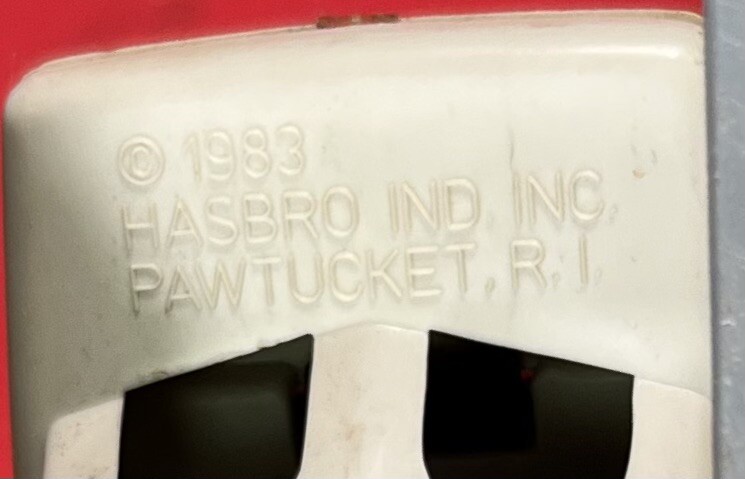 © 1983
HASBRO IND INC.
PAWTUCKET, R.I.